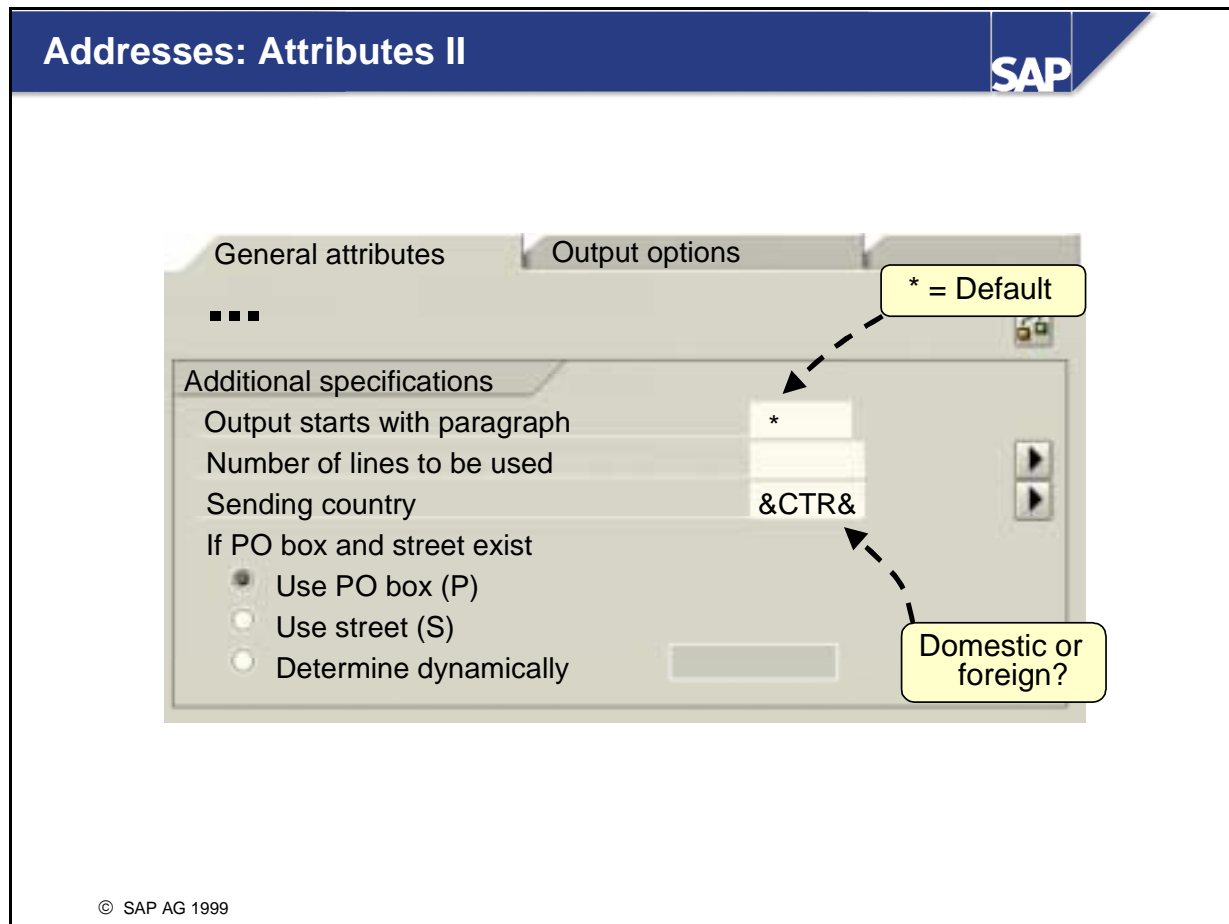 Addresses: Attributes II
SAP
General attributes
Output options
* = Default
Additional specifications
Output starts with paragraph *
Number of lines to be used
Sending country &CTR&
If PO box and street exist
Use PO box (P)
Use street (S)
Determine dynamically
Domestic or
foreign?
© SAP AG 1999